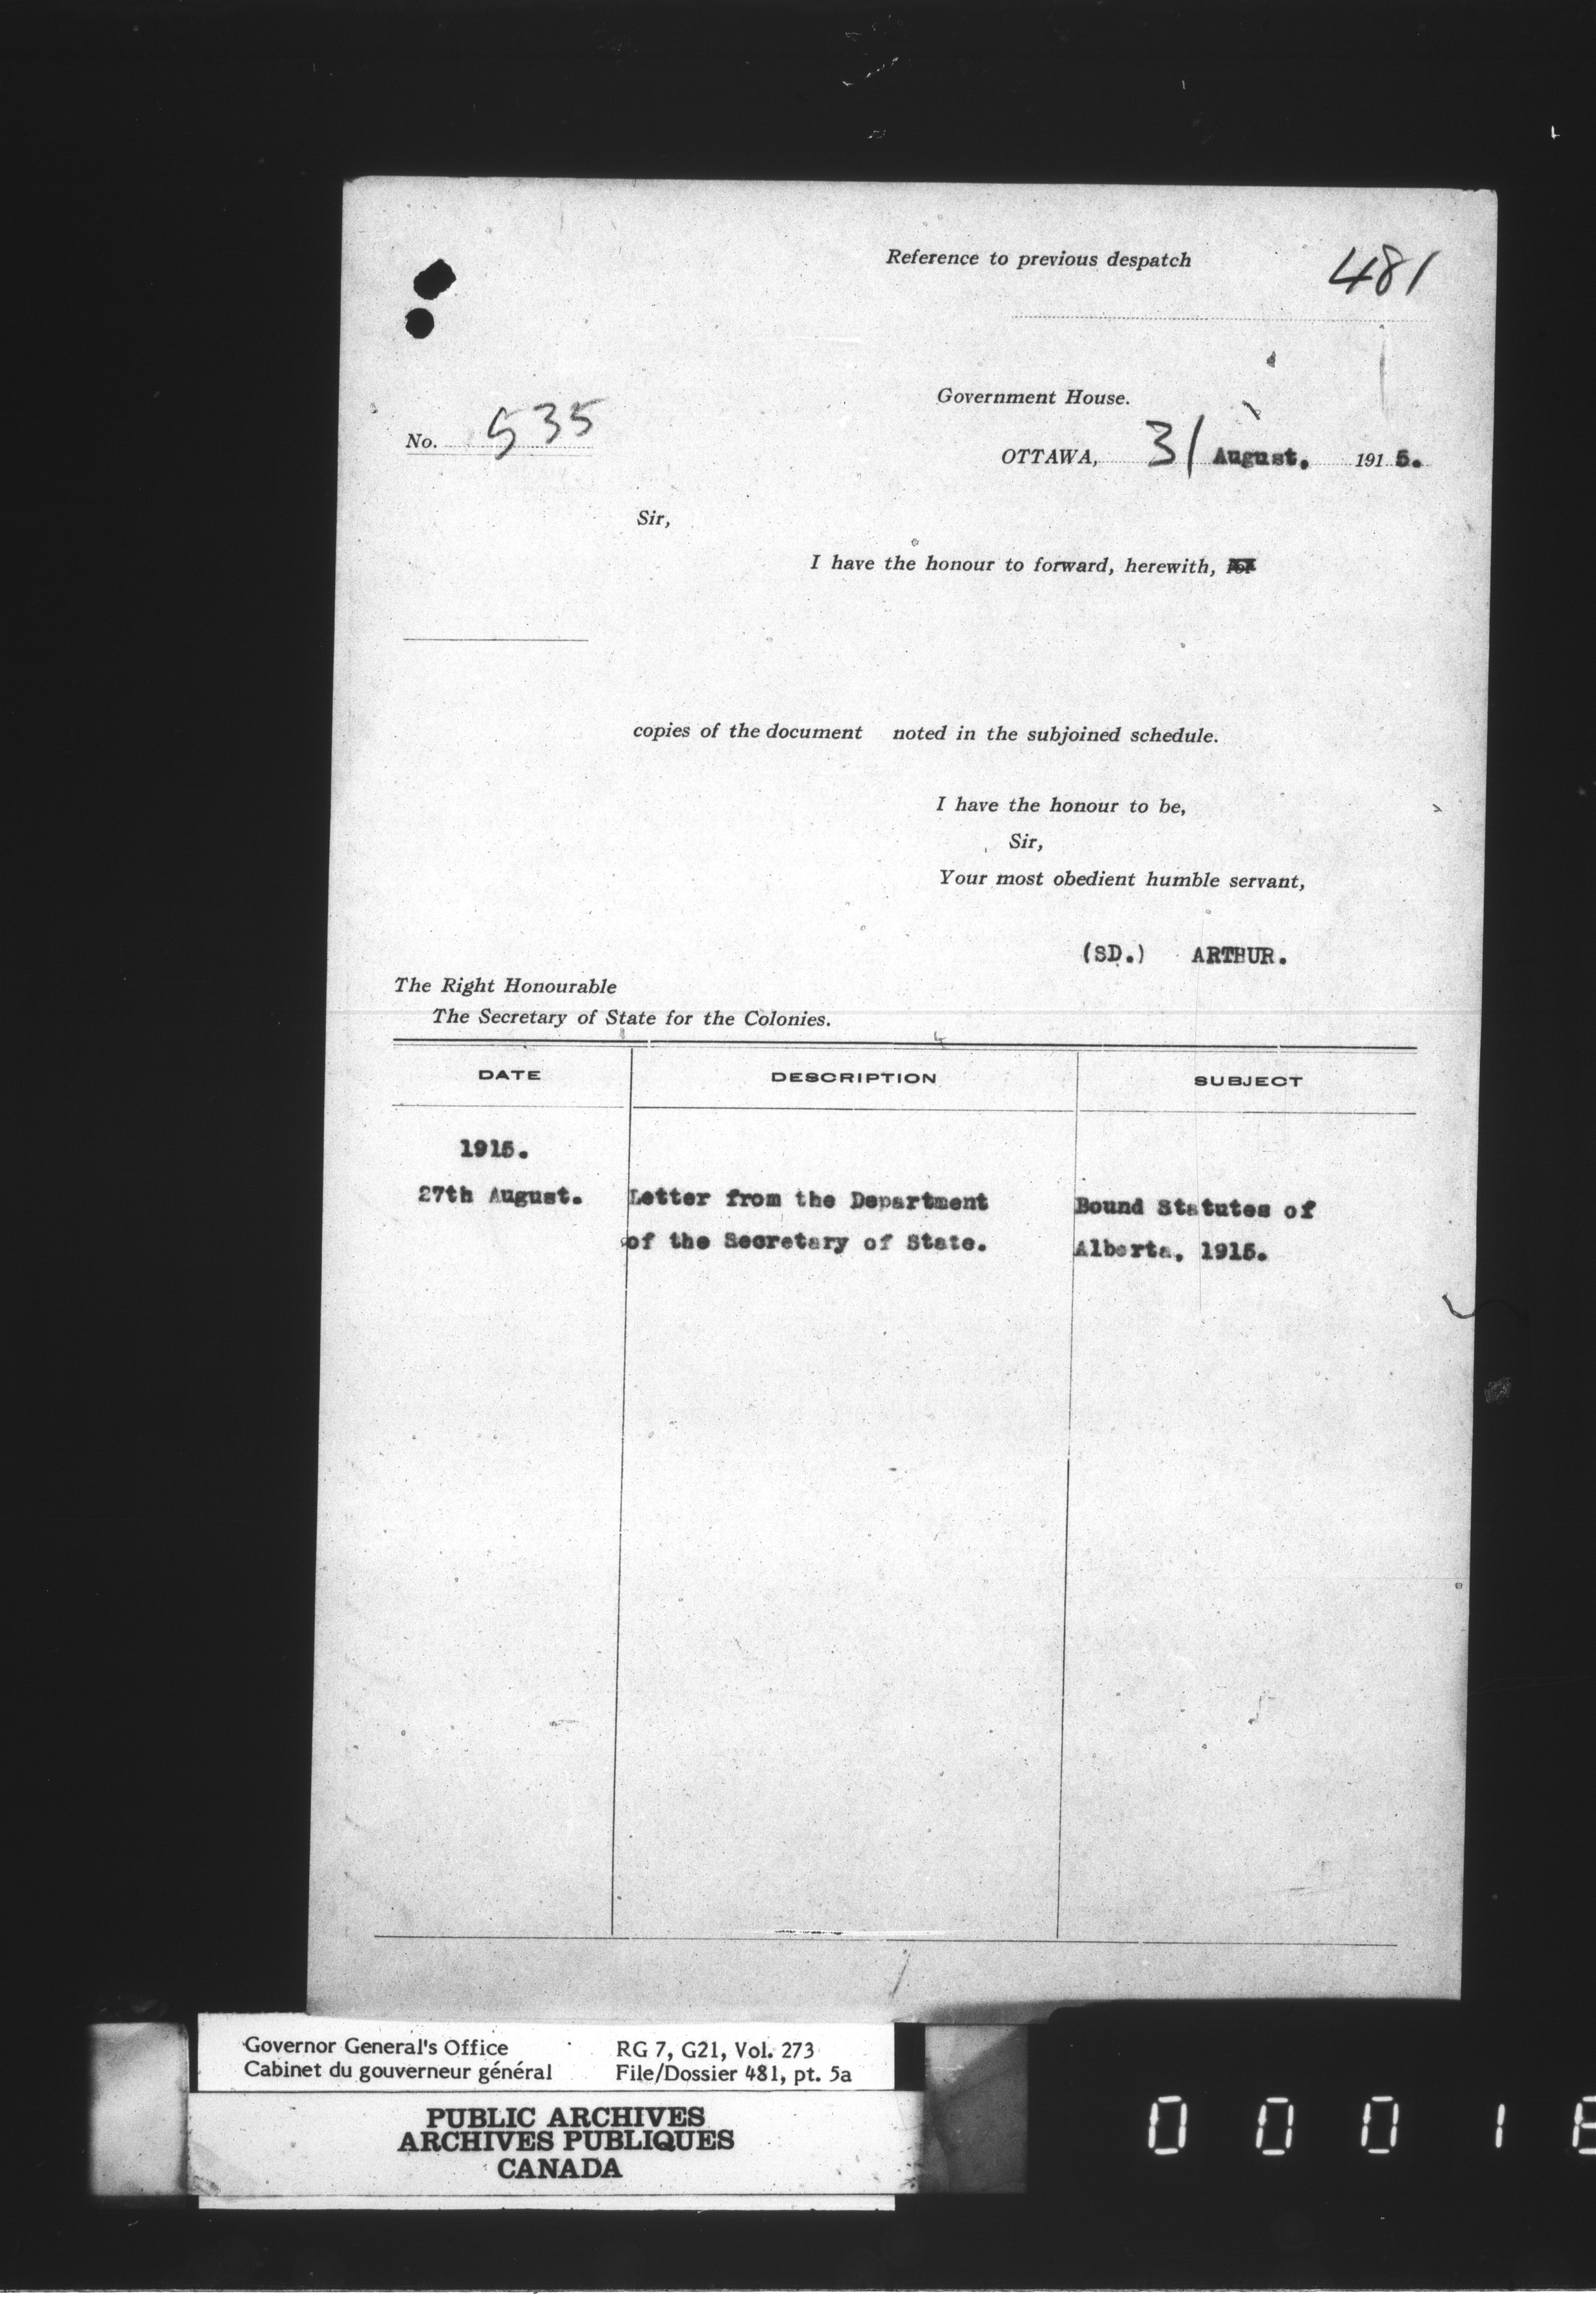 Reference to previous despatch
481
Government House.
No. 535
OTTAWA, 31 August. 1915.
Sir,
I have the honour to forward, herewith,
copies of the document noted in the subjoined schedule.
I have the honour to be,
Sir,
Your most obedient humble servant,
(SD.) ARTHUR.
The Right Honourable
The Secretary of State for the Colonies.
DATE DESCRIPTION SUBJECT
1915.
27th August. Letter from the Department Bound Statutes of
of the Secretary of State. Alberta, 1915.
Governor General's Office RG 7, G21, Vol. 273
Cabinet du gouverneur général File/Dossier 481, pt. 5a
PUBLIC ARCHIVES
ARCHIVES PUBLIQUES
CANADA
0001